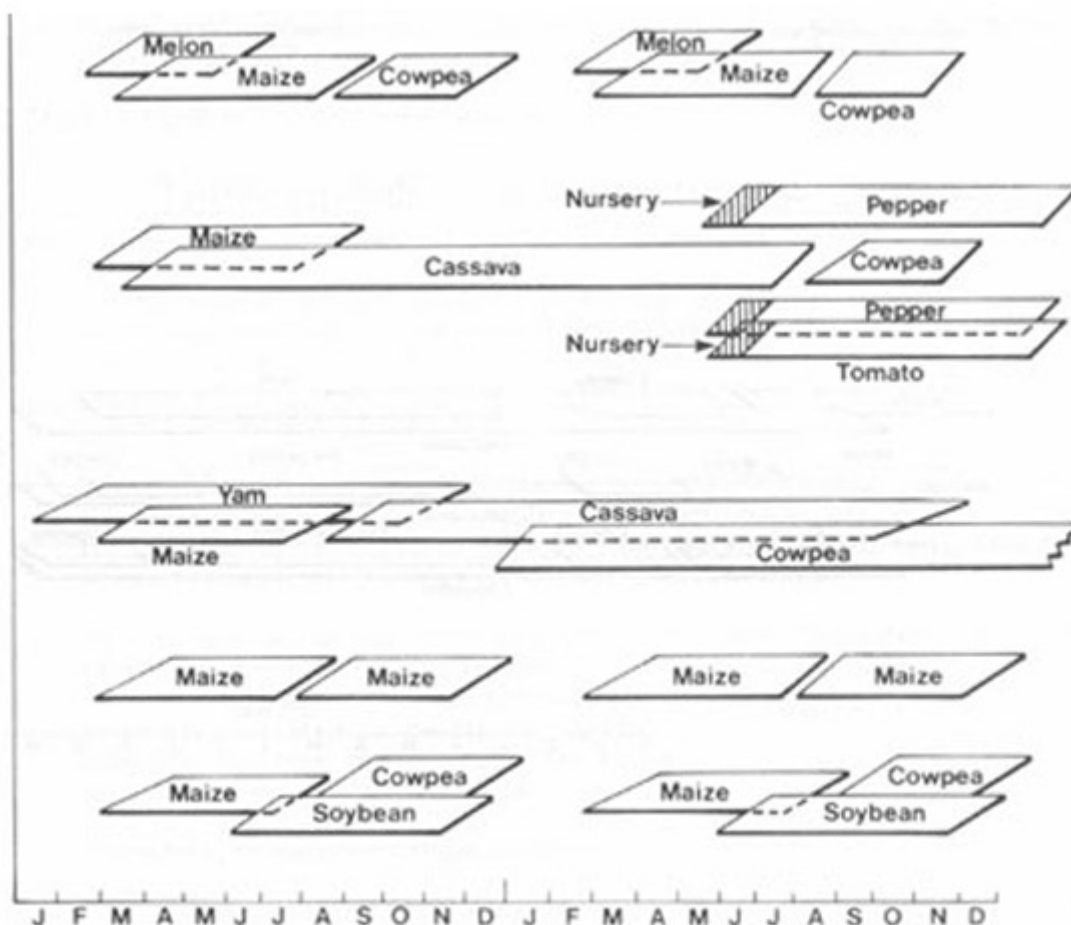 Melon
Maize
Cowpea
Melon
Maize
Cowpea
Nursery
Pepper
Maize
Cassava
Cowpea
Pepper
Nursery
Tomato
Yam
Maize
Cassava
Cowpea
Maize
Maize
Maize
Maize
Maize
Cowpea
Soybean
Maize
Cowpea
Soybean
J F M A M J J A S O N D J F M A M J J A S O N D